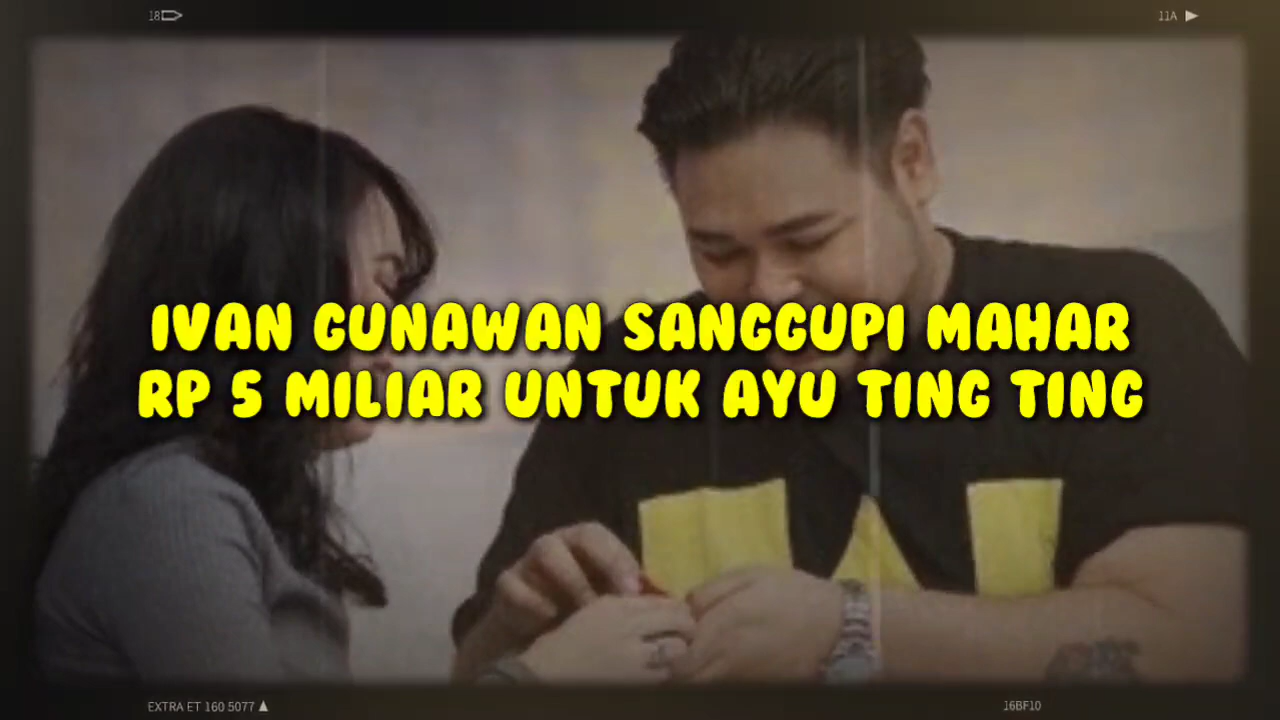 18
11A
IVAN GUNAWAN SANGGUPI MAHAR
RP 5 MILIAR UNTUK AYU TING TING
EXTRA ET 160 5077
16BF10